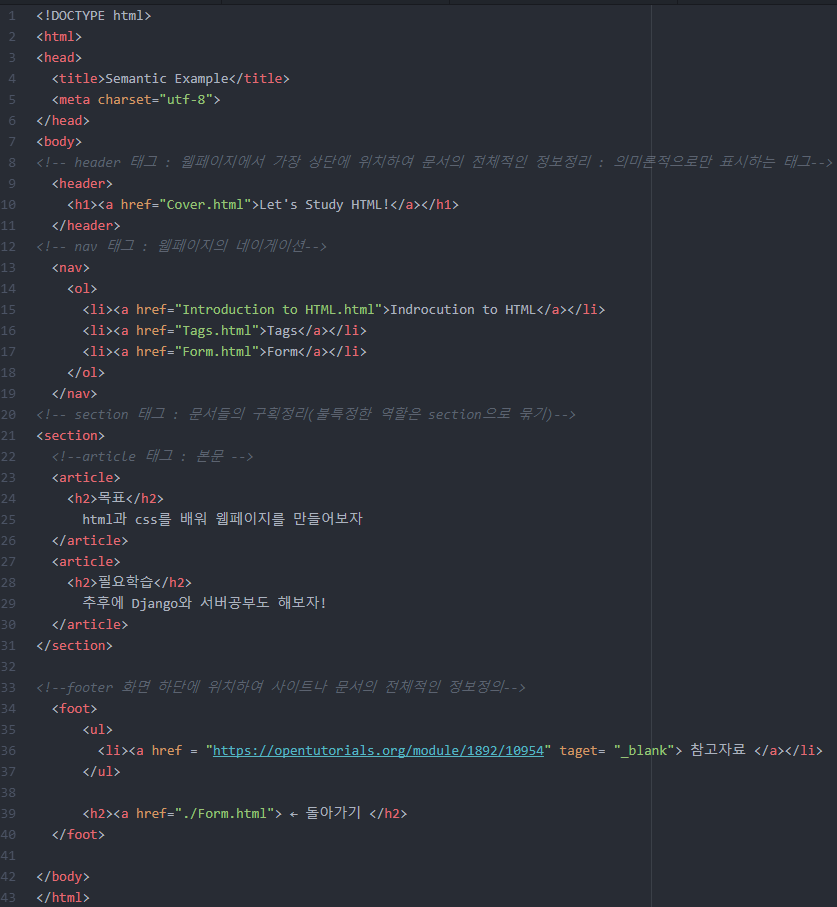 1 <!DOCTYPE html>
2 <html>
3 <head>
4   <title>Semantic Example</title>
5   <meta charset="utf-8">
6 </head>
7 <body>
8 <!-- header 태그 : 웹페이지에서 가장 상단에 위치하여 문서의 전체적인 정보정리 : 의미론적으로만 표시하는 태그-->
9   <header>
10     <h1><a href="Cover.html">Let's Study HTML!</a></h1>
11   </header>
12 <!-- nav 태그 : 웹페이지의 네이게이션-->
13   <nav>
14     <ol>
15       <li><a href="Introduction to HTML.html">Indrocution to HTML</a></li>
16       <li><a href="Tags.html">Tags</a></li>
17       <li><a href="Form.html">Form</a></li>
18     </ol>
19   </nav>
20 <!-- section 태그 : 문서들의 구획정리(불특정한 역할은 section으로 묶기)-->
21 <section>
22   <!--article 태그 : 본문 -->
23   <article>
24     <h2>목표</h2>
25       html과 css를 배워 웹페이지를 만들어보자
26   </article>
27   <article>
28     <h2>필요학습</h2>
29       추후에 Django와 서버공부도 해보자!
30   </article>
31 </section>
32
33 <!--footer 화면 하단에 위치하여 사이트나 문서의 전체적인 정보정의-->
34   <foot>
35       <ul>
36         <li><a href = "https://opentutorials.org/module/1892/10954" taget= "_blank"> 참고자료 </a></li>
37       </ul>
38
39       <h2><a href="./Form.html"> ← 돌아가기 </h2>
40   </foot>
41
42 </body>
43 </html>